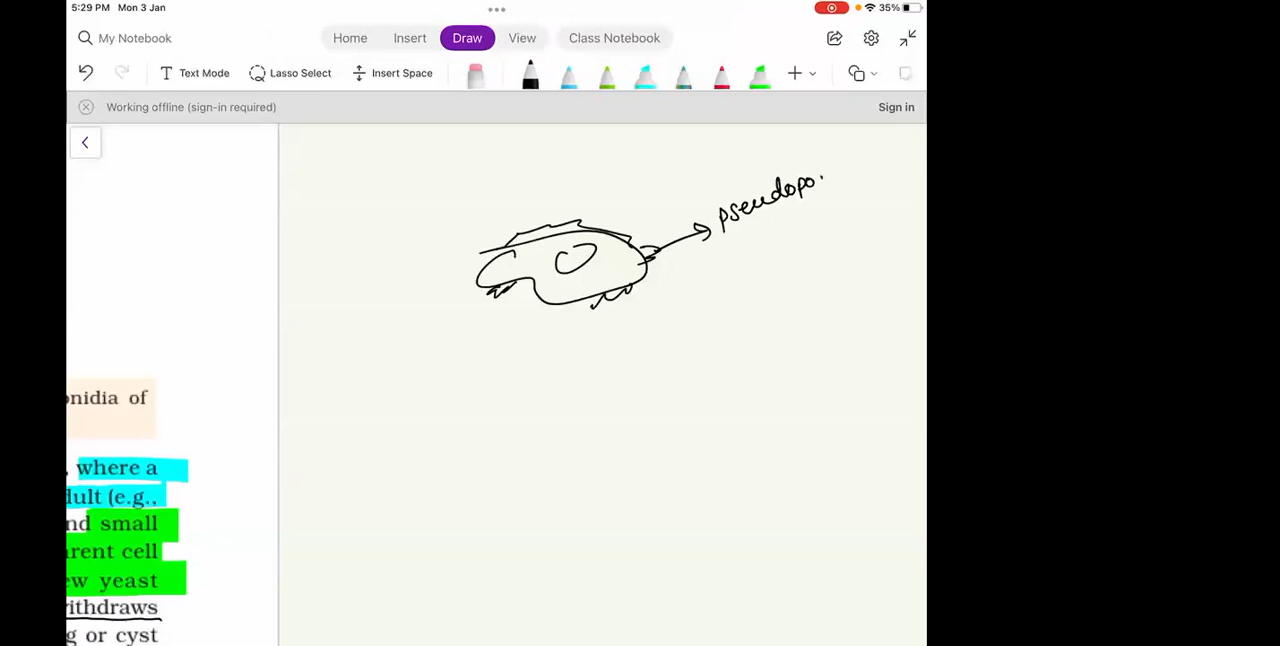 5:29 PM Mon 3 Jan
35%
My Notebook
Home Insert Draw View Class Notebook
Text Mode Lasso Select Insert Space
Working offline (sign-in required) Sign in
pseudopo.
onidia of
, where a
dult (e.g.,
nd small
arent cell
ew yeast
ithdraws
g or cyst